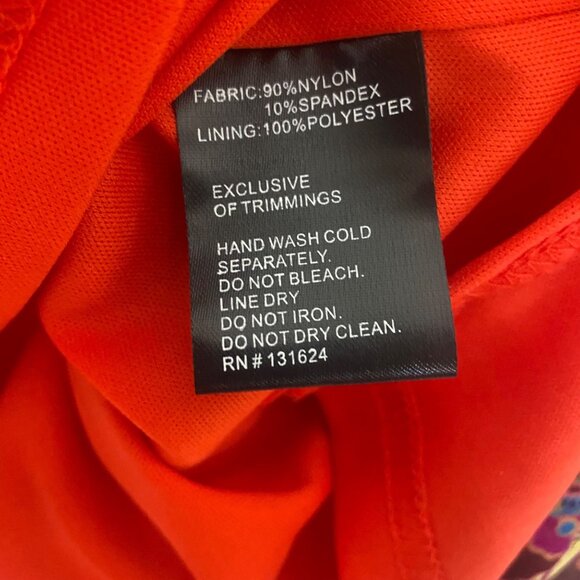 FABRIC:90%NYLON
10%SPANDEX
LINING:100%POLYESTER
EXCLUSIVE
OF TRIMMINGS
HAND WASH COLD
SEPARATELY.
DO NOT BLEACH.
LINE DRY
DO NOT IRON.
DO NOT DRY CLEAN.
RN # 131624